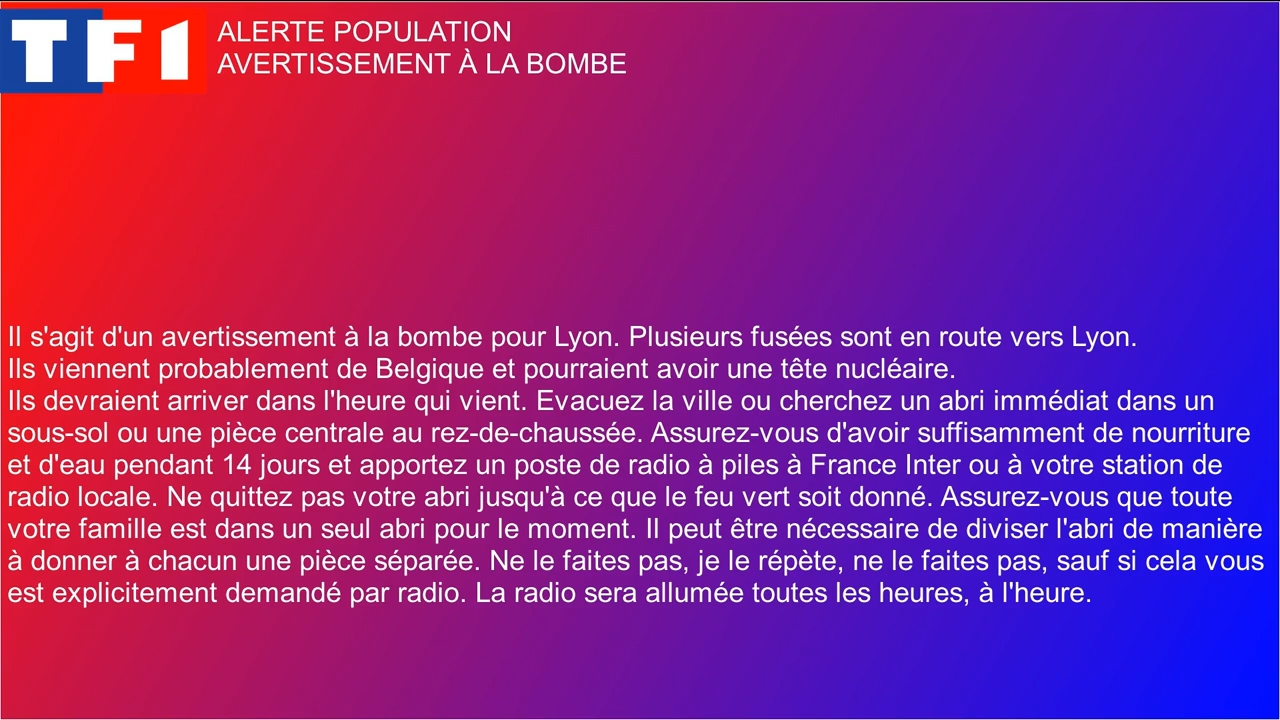 TF1
ALERTE POPULATION
AVERTISSEMENT À LA BOMBE
Il s'agit d'un avertissement à la bombe pour Lyon. Plusieurs fusées sont en route vers Lyon.
Ils viennent probablement de Belgique et pourraient avoir une tête nucléaire.
Ils devraient arriver dans l'heure qui vient. Evacuez la ville ou cherchez un abri immédiat dans un
sous-sol ou une pièce centrale au rez-de-chaussée. Assurez-vous d'avoir suffisamment de nourriture
et d'eau pendant 14 jours et apportez un poste de radio à piles à France Inter ou à votre station de
radio locale. Ne quittez pas votre abri jusqu'à ce que le feu vert soit donné. Assurez-vous que toute
votre famille est dans un seul abri pour le moment. Il peut être nécessaire de diviser l'abri de manière
à donner à chacun une pièce séparée. Ne le faites pas, je le répète, ne le faites pas, sauf si cela vous
est explicitement demandé par radio. La radio sera allumée toutes les heures, à l'heure.